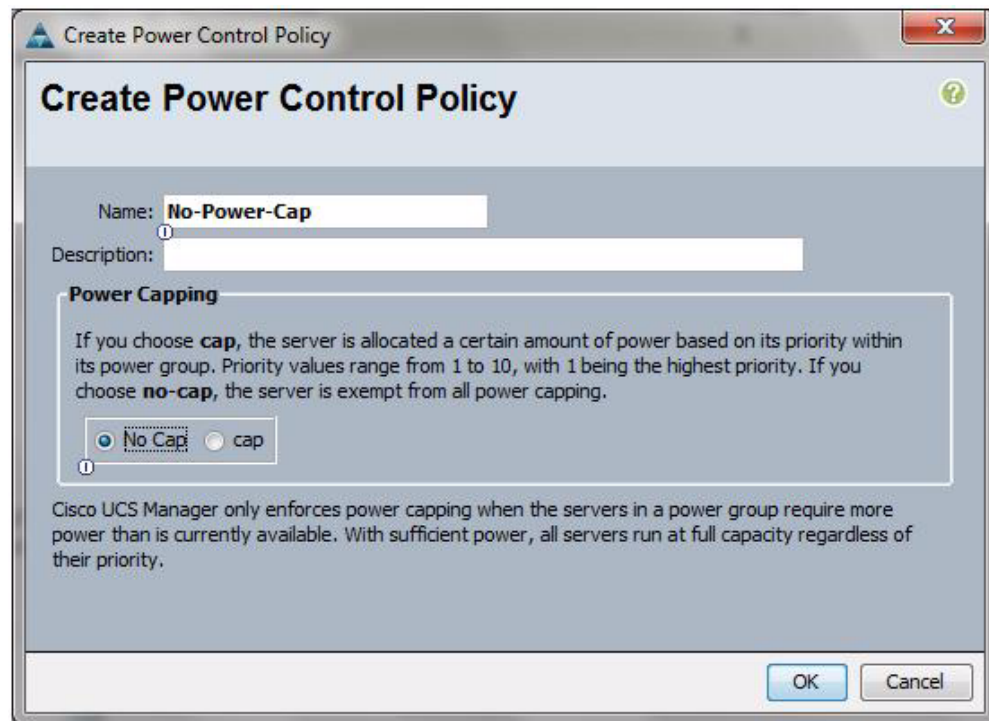 Create Power Control Policy
Create Power Control Policy
Name: No-Power-Cap
Description:
Power Capping
If you choose cap, the server is allocated a certain amount of power based on its priority within
its power group. Priority values range from 1 to 10, with 1 being the highest priority. If you
choose no-cap, the server is exempt from all power capping.
No Cap cap
Cisco UCS Manager only enforces power capping when the servers in a power group require more
power than is currently available. With sufficient power, all servers run at full capacity regardless of
their priority.
OK Cancel